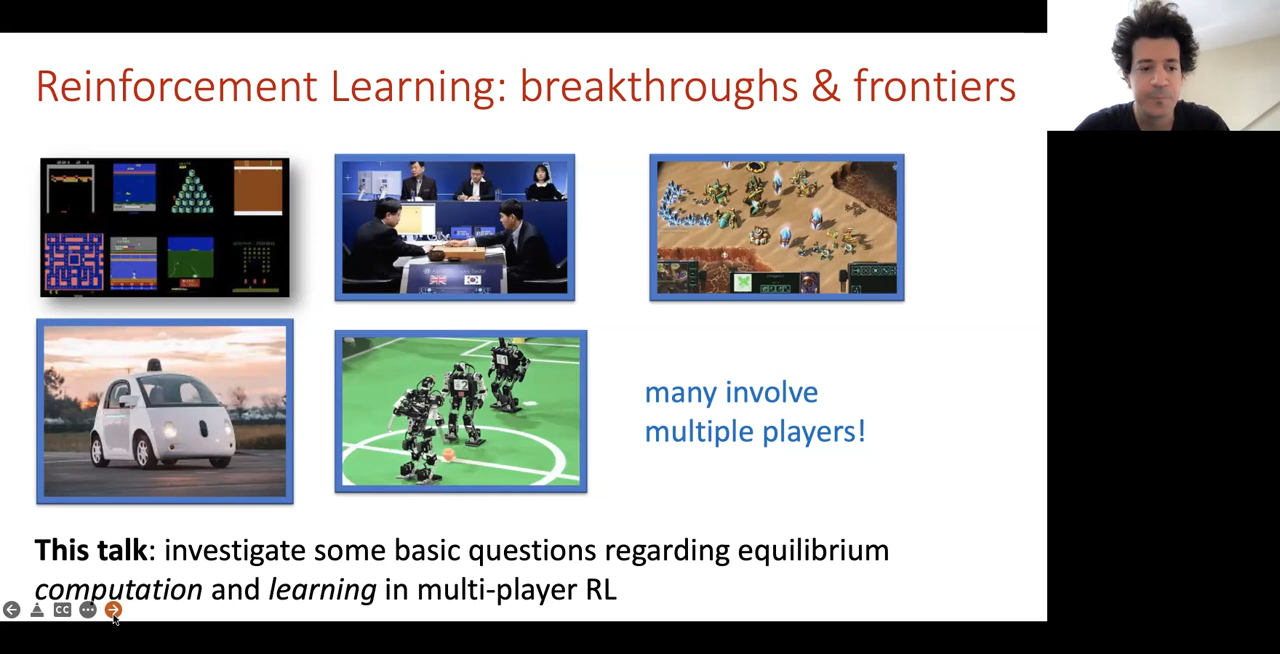 Reinforcement Learning: breakthroughs & frontiers
many involve
multiple players!
This talk: investigate some basic questions regarding equilibrium
computation and learning in multi-player RL
CC